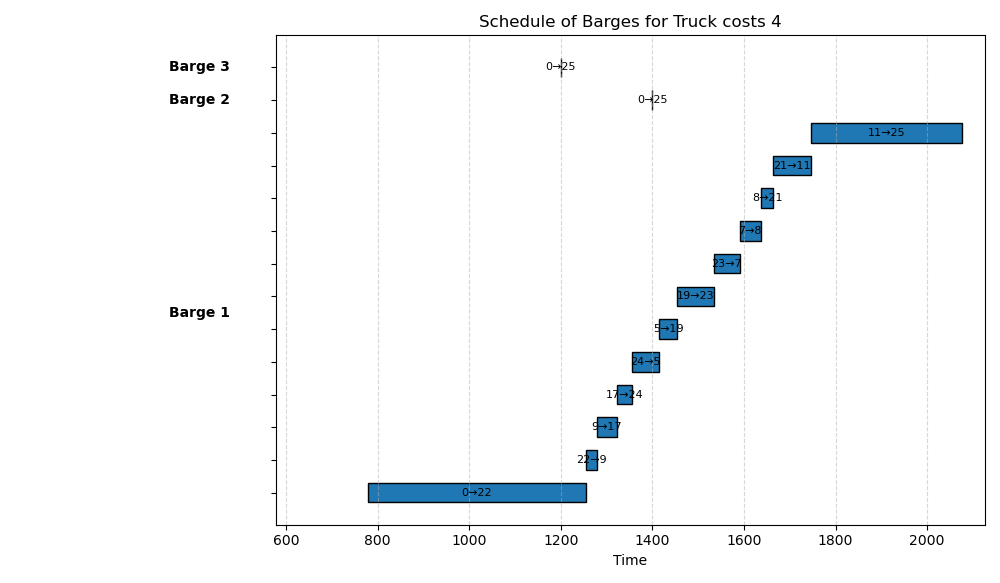 Schedule of Barges for Truck costs 4
Barge 3
0→25
Barge 2
0→25
11→25
21→11
8→21
7→8
23→7
19→23
Barge 1
5→19
24→5
17→24
9→17
22→9
0→22
600 800 1000 1200 1400 1600 1800 2000
Time